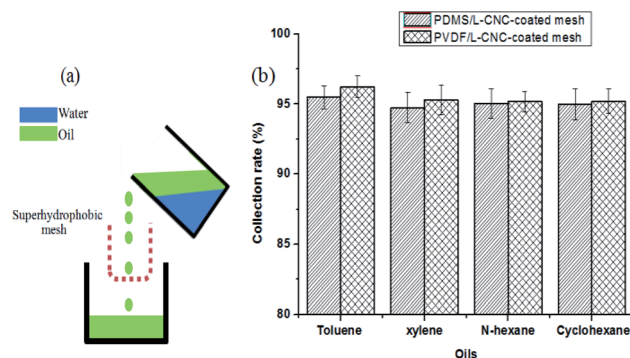 (a)
Water
Oil
Superhydrophobic
mesh
(b)
PDMS/L-CNC-coated mesh
PVDF/L-CNC-coated mesh
Collection rate (%)
100
95
90
85
80
Toluene xylene N-hexane Cyclohexane
Oils